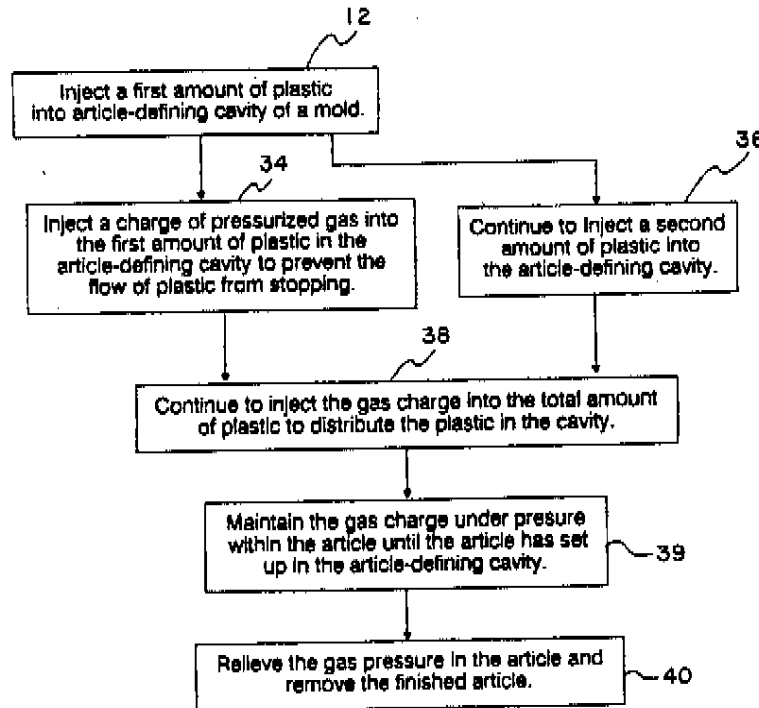 12
Inject a first amount of plastic
into article-defining cavity of a mold.
34
Inject a charge of pressurized gas into
the first amount of plastic in the
article-defining cavity to prevent the
flow of plastic from stopping.
36
Continue to Inject a second
amount of plastic into
the article-defining cavity.
38
Continue to inject the gas charge into the total amount
of plastic to distribute the plastic in the cavity.
Maintain the gas charge under presure
within the article until the article has set
up in the article-defining cavity.
39
Relieve the gas pressure in the article and
remove the finished article.
40